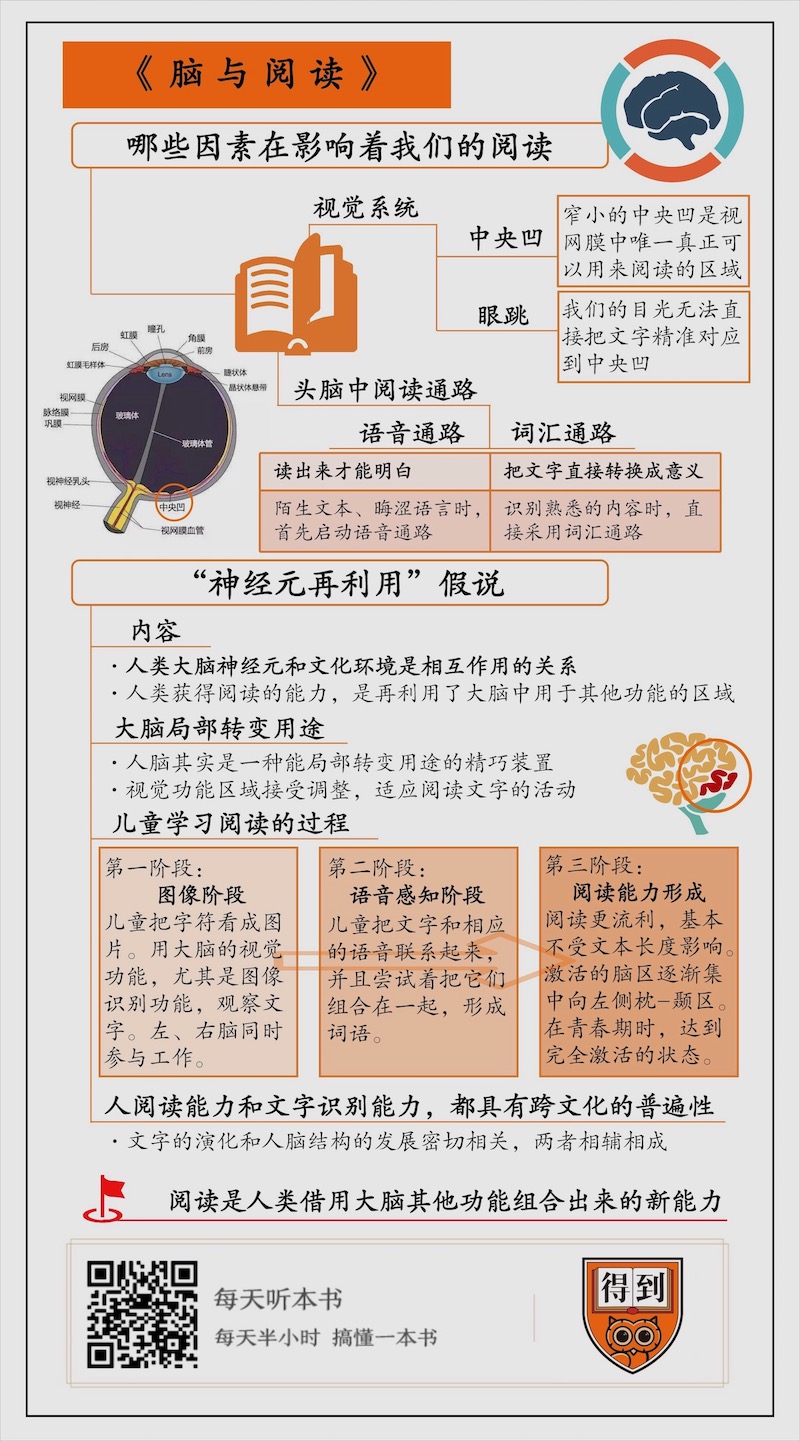 《脑与阅读》
哪些因素在影响着我们的阅读
视觉系统
中央凹
窄小的中央凹是视
网膜中唯一真正可
以用来阅读的区域
眼跳
我们的目光无法直
接把文字精准对应
到中央凹
瞳孔
虹膜
角膜
后房
前房
虹膜毛样体
睫状体
Lens
晶状体悬带
视网膜
脉络膜
巩膜
玻璃体
玻璃体管
视神经乳头
视神经
中央凹
视网膜血管
头脑中阅读通路
语音通路
词汇通路
读出来才能明白
把文字直接转换成意义
陌生文本、晦涩语言时，
首先启动语音通路
识别熟悉的内容时，直
接采用词汇通路
“神经元再利用”假说
内容
·人类大脑神经元和文化环境是相互作用的关系
·人类获得阅读的能力，是再利用了大脑中用于其他功能的区域
大脑局部转变用途
·人脑其实是一种能局部转变用途的精巧装置
·视觉功能区域接受调整，适应阅读文字的活动
儿童学习阅读的过程
第一阶段：
图像阶段
儿童把字符看成图
片。用大脑的视觉
功能，尤其是图像
识别功能，观察文
字。左、右脑同时
参与工作。
第二阶段：
语音感知阶段
儿童把文字和相应
的语音联系起来，
并且尝试着把它们
组合在一起，形成
词语。
第三阶段：
阅读能力形成
阅读更流利，基本
不受文本长度影响。
激活的脑区逐渐集
中向左侧枕-颞区。
在青春期时，达到
完全激活的状态。
人阅读能力和文字识别能力，都具有跨文化的普遍性
·文字的演化和人脑结构的发展密切相关，两者相辅相成
阅读是人类借用大脑其他功能组合出来的新能力
每天听本书
每天半小时 搞懂一本书
得到